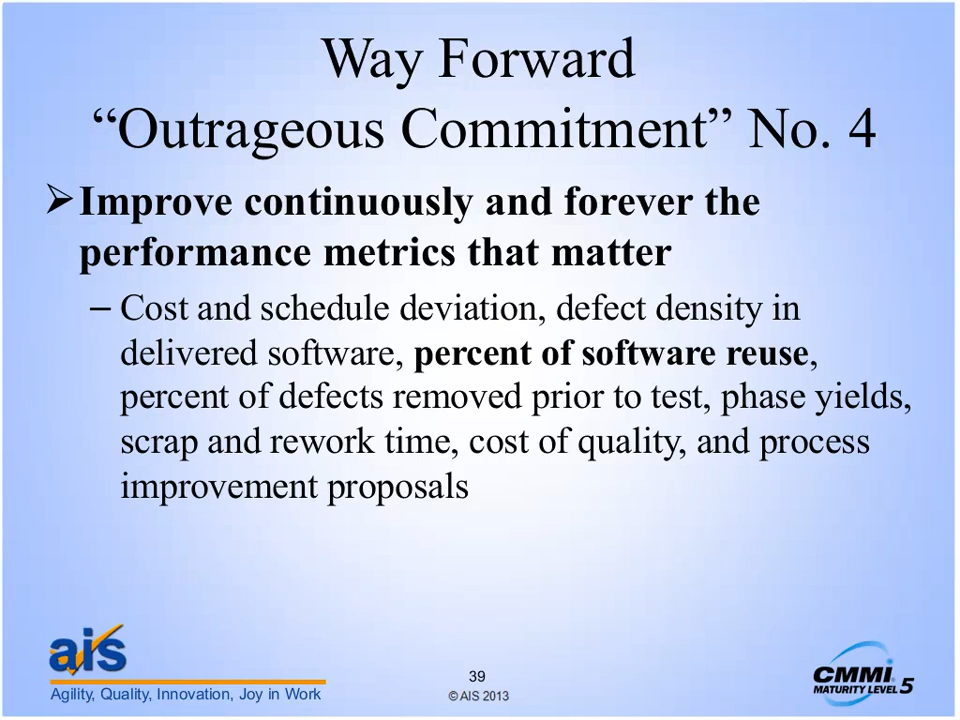 Way Forward
“Outrageous Commitment” No. 4
Improve continuously and forever the
performance metrics that matter
– Cost and schedule deviation, defect density in
delivered software, percent of software reuse,
percent of defects removed prior to test, phase yields,
scrap and rework time, cost of quality, and process
improvement proposals
ais
Agility, Quality, Innovation, Joy in Work
39
© AIS 2013
CMMI
MATURITY LEVEL 5